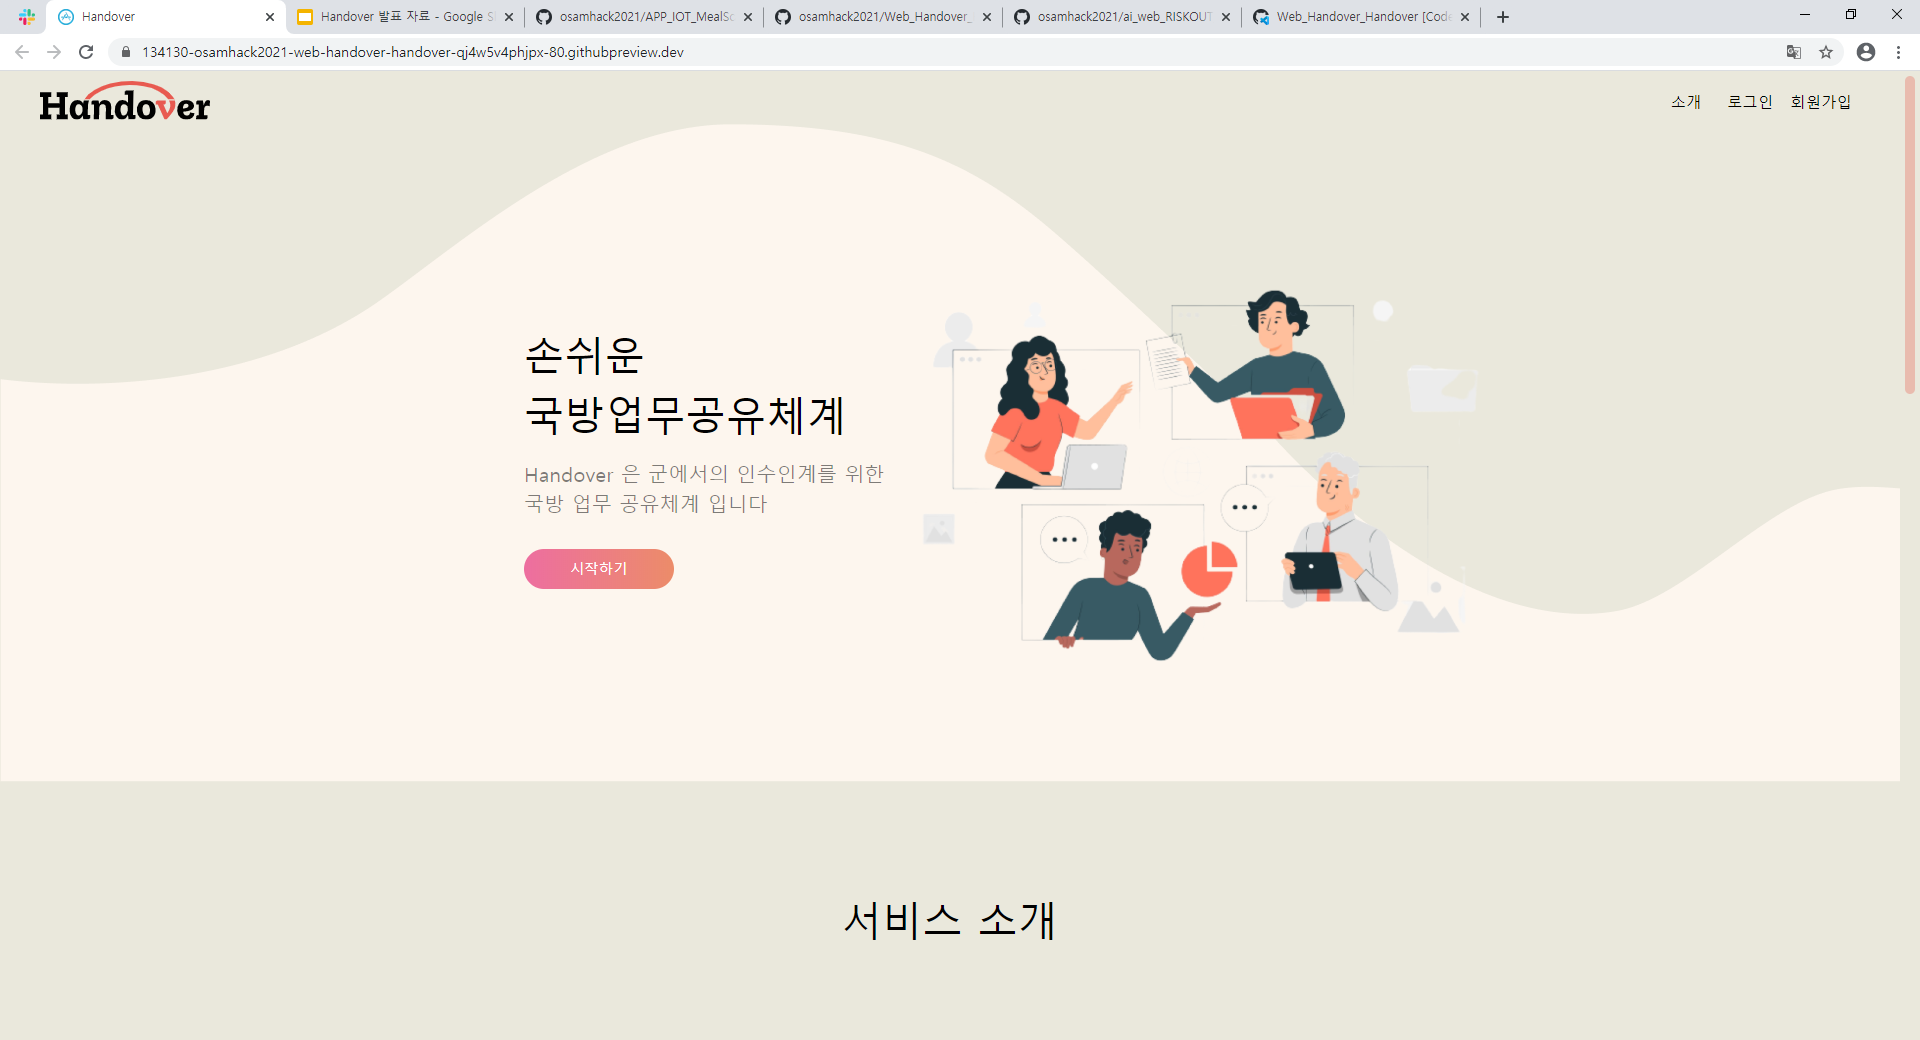 Handover
Handover 발표 자료 - Google S
osamhack2021/APP_IOT_MealSc
osamhack2021/Web_Handover_
osamhack2021/ai_web_RISKOUT
Web_Handover_Handover [Code
134130-osamhack2021-web-handover-handover-qj4w5v4phjpx-80.githubpreview.dev
Handover
소개 로그인 회원가입
손쉬운
국방업무공유체계
Handover 은 군에서의 인수인계를 위한
국방 업무 공유체계 입니다
시작하기
서비스 소개